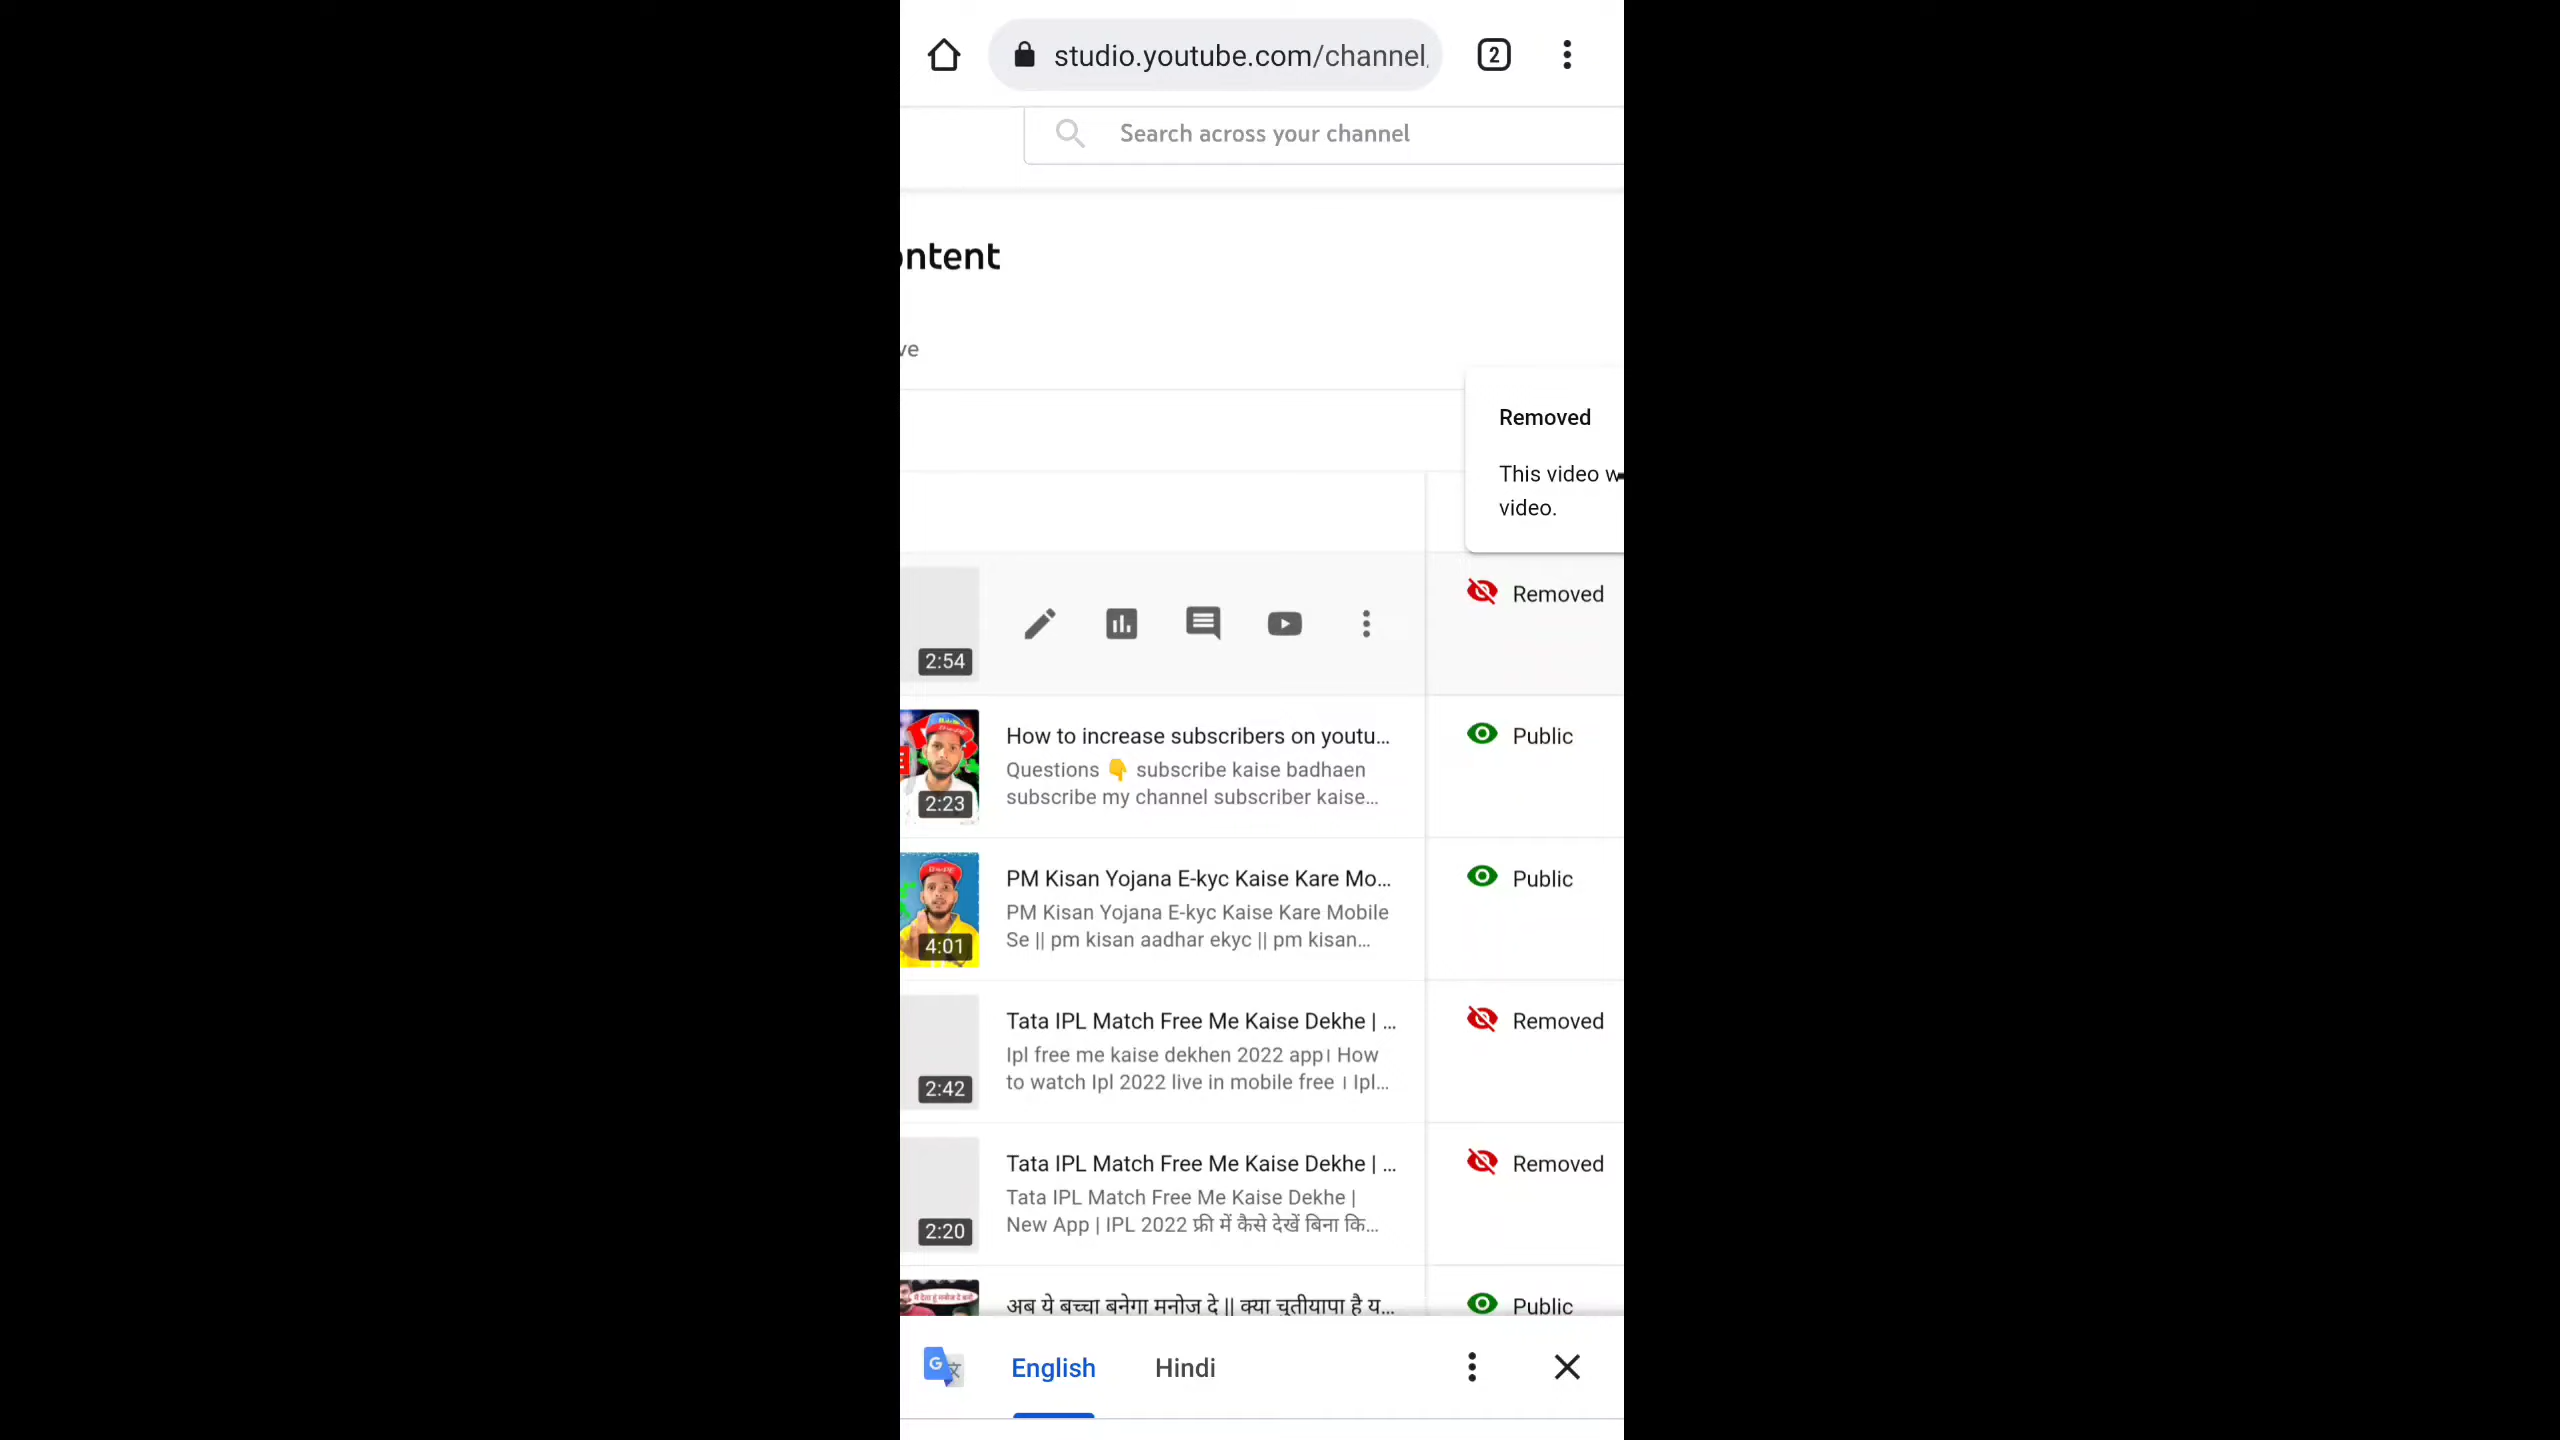 studio.youtube.com/channel
2
Search across your channel
ntent
ve
Removed
This video
video.
Removed
2:54
How to increase subscribers on youtu...
Public
Questions 👇 subscribe kaise badhaen
subscribe my channel subscriber kaise...
2:23
PM Kisan Yojana E-kyc Kaise Kare Mo...
Public
PM Kisan Yojana E-kyc Kaise Kare Mobile
Se || pm kisan aadhar ekyc || pm kisan...
4:01
Tata IPL Match Free Me Kaise Dekhe | ...
Removed
Ipl free me kaise dekhen 2022 app। How
to watch Ipl 2022 live in mobile free । Ipl...
2:42
Tata IPL Match Free Me Kaise Dekhe | ...
Removed
Tata IPL Match Free Me Kaise Dekhe |
New App | IPL 2022 फ्री में कैसे देखें बिना कि...
2:20
अब ये बच्चा बनेगा मनोज दे || क्या चूतीयापा है य...
Public
English
Hindi